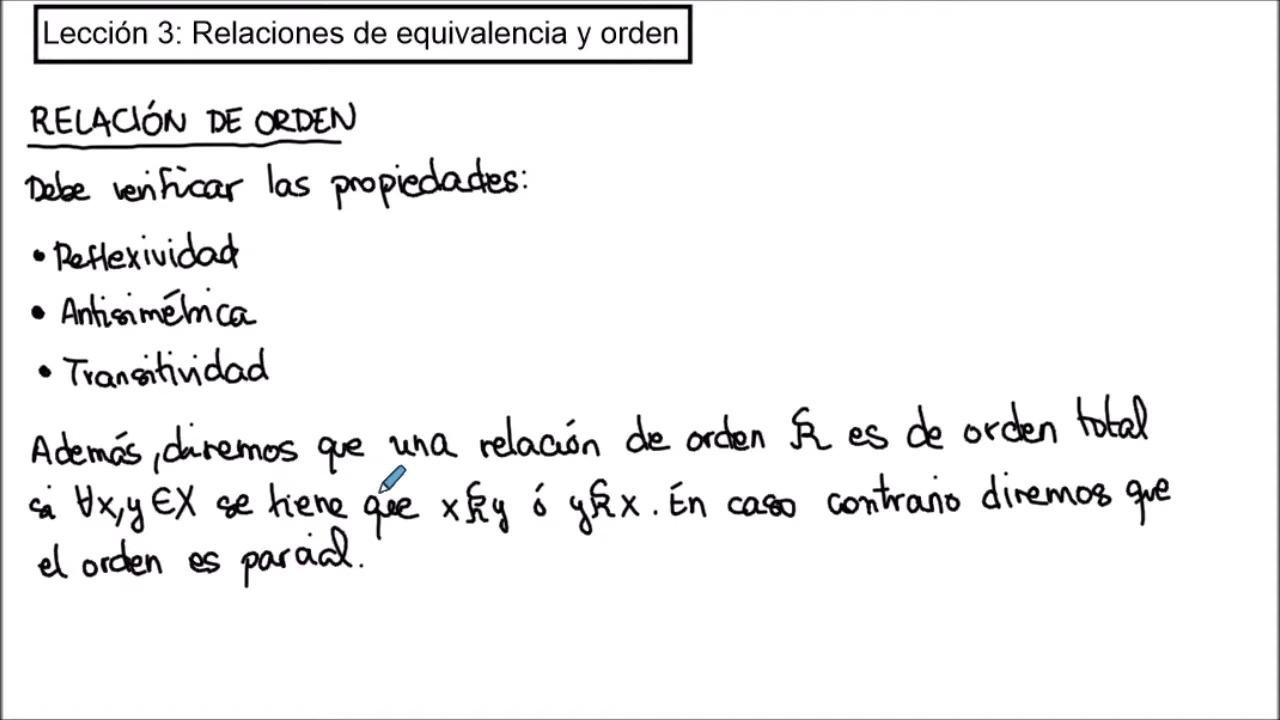 Lección 3: Relaciones de equivalencia y orden
RELACIÓN DE ORDEN
Debe verificar las propiedades:
• Reflexividad
• Antisimétrica
• Transitividad
Además, diremos que una relación de orden ℛ es de orden total
si ∀x,y ∈ X se tiene que xℛy ó yℛx. En caso contrario diremos que
el orden es parcial.